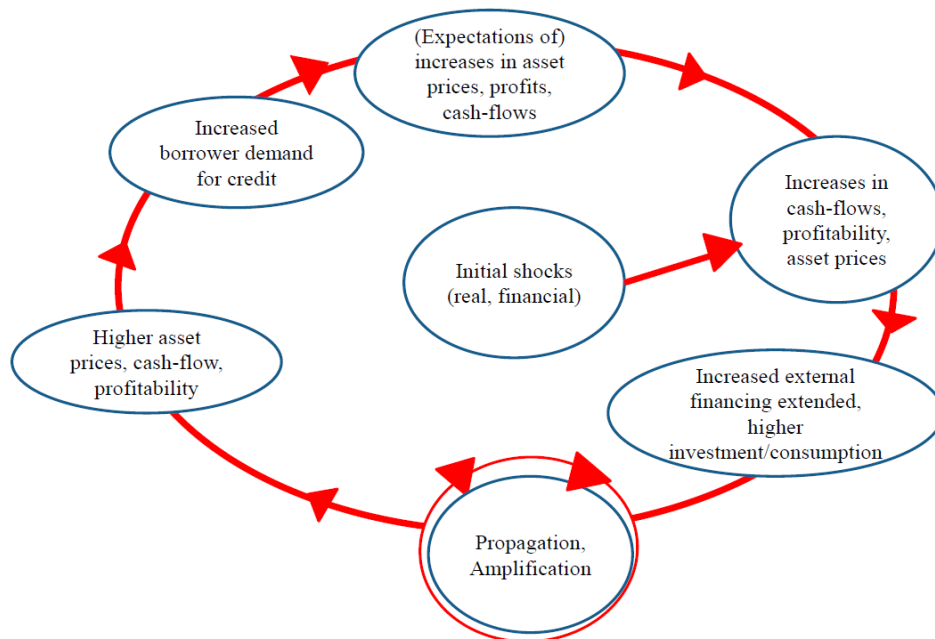 (Expectations of)
increases in asset
prices, profits,
cash-flows
Increased
borrower demand
for credit
Increases in
cash-flows,
profitability,
asset prices
Initial shocks
(real, financial)
Higher asset
prices, cash-flow,
profitability
Increased external
financing extended,
higher
investment/consumption
Propagation,
Amplification